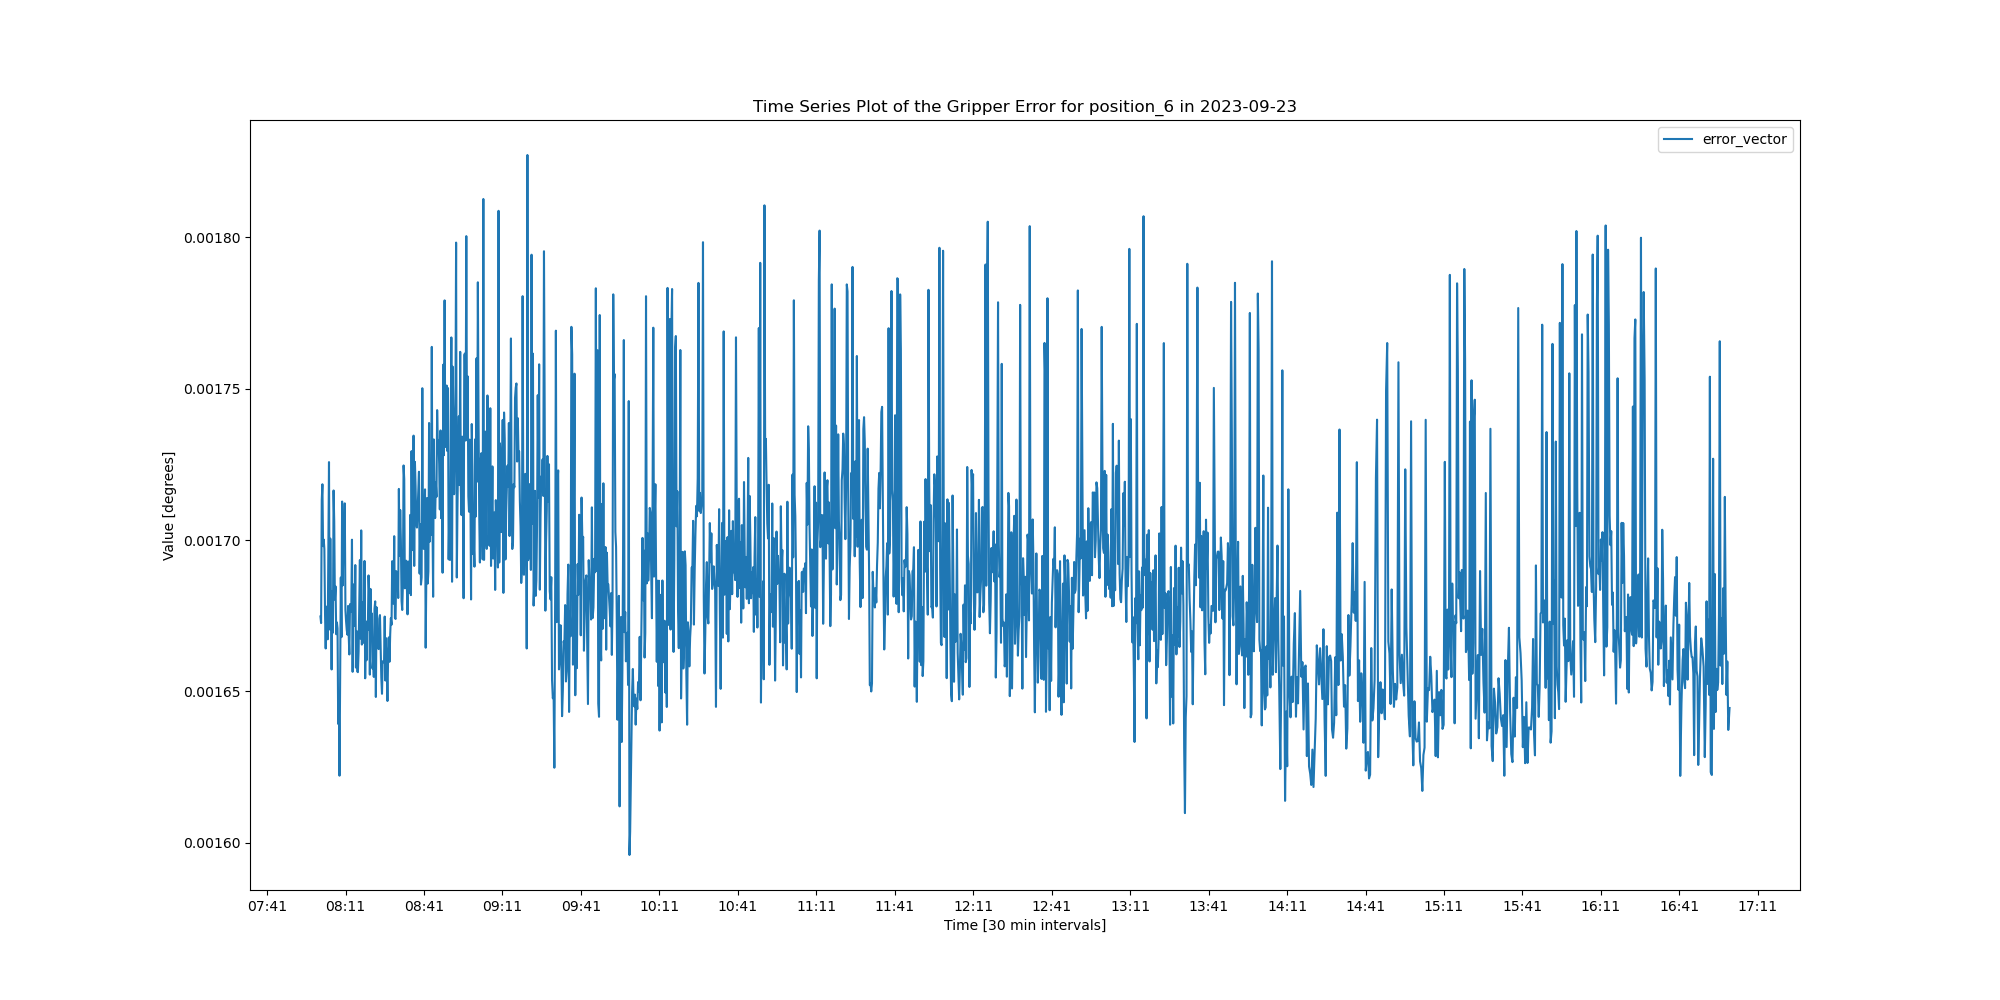 Time Series Plot of the Gripper Error for position_6 in 2023-09-23
error_vector
Value [degrees]
0.00180
0.00175
0.00170
0.00165
0.00160
07:41 08:11 08:41 09:11 09:41 10:11 10:41 11:11 11:41 12:11 12:41 13:11 13:41 14:11 14:41 15:11 15:41 16:11 16:41 17:11
Time [30 min intervals]